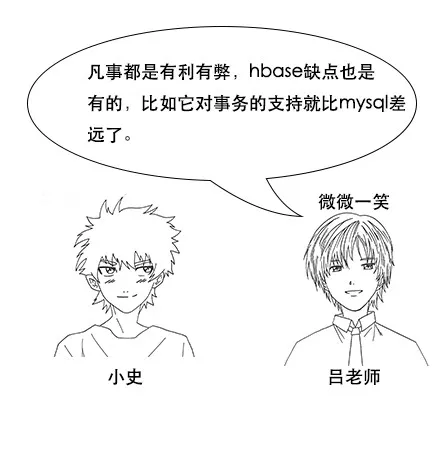 凡事都是有利有弊，hbase缺点也是
有的，比如它对事务的支持就比mysql差
远了。
微微一笑
小史
吕老师